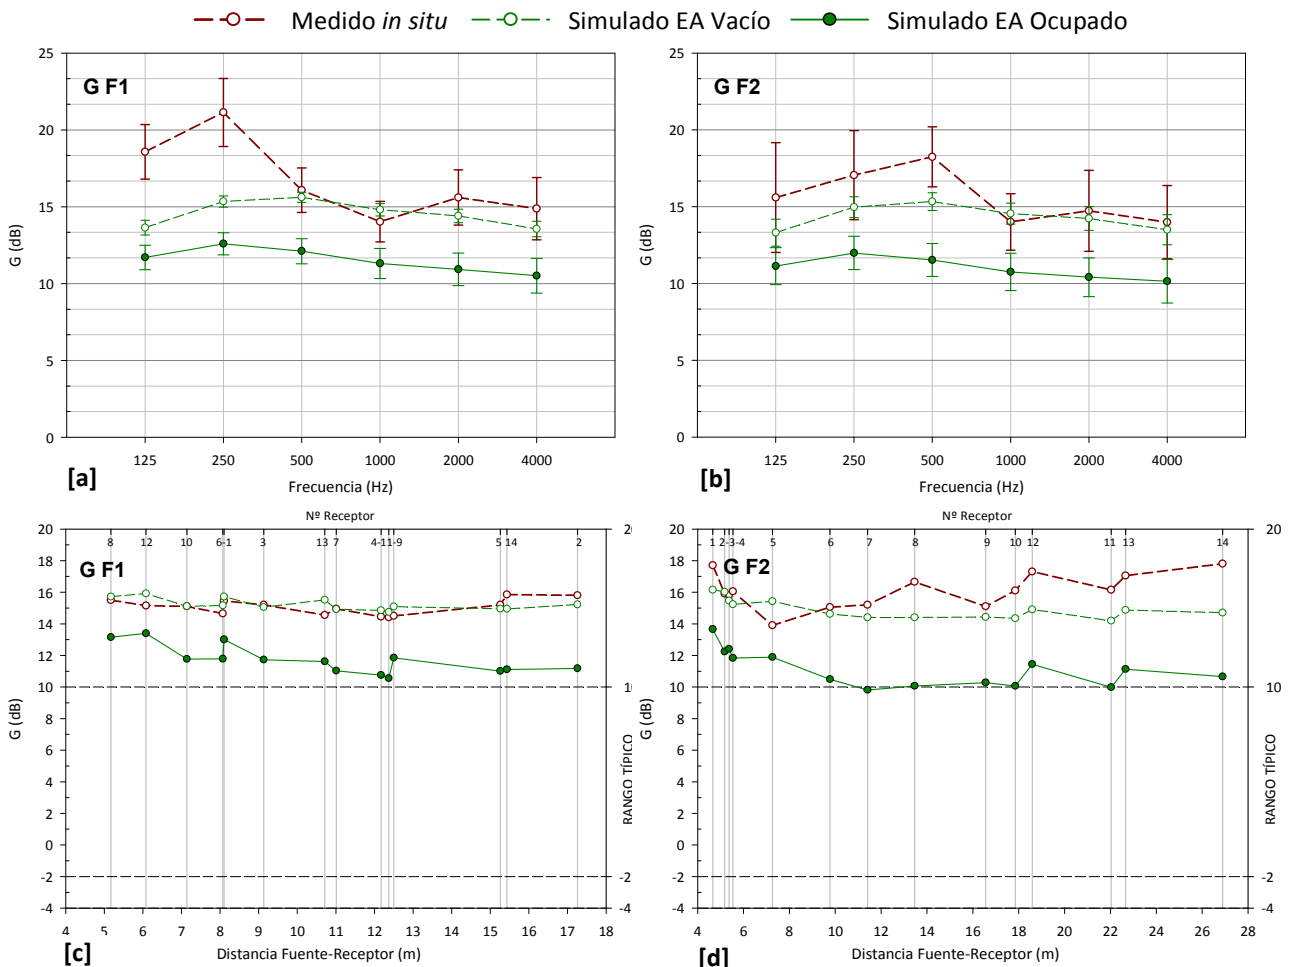 Medido in situ Simulado EA Vacío Simulado EA Ocupado
G F1
25
20
15
10
5
0
G (dB)
125 250 500 1000 2000 4000
Frecuencia (Hz)
[a]
G F2
25
20
15
10
5
0
G (dB)
125 250 500 1000 2000 4000
Frecuencia (Hz)
[b]
Nº Receptor
8 12 10 6-1 3 13 7 4-11-9 5 14 2
G F1
20
18
16
14
12
10
8
6
4
2
0
-2
-4
G (dB)
-2
-4
RANGO TÍPICO
4 5 6 7 8 9 10 11 12 13 14 15 16 17 18
Distancia Fuente-Receptor (m)
[c]
Nº Receptor
1 2-3-4 5 6 7 8 9 10 12 11 13 14
G F2
20
18
16
14
12
10
8
6
4
2
0
-2
-4
G (dB)
20
10
-2
-4
RANGO TÍPICO
4 6 8 10 12 14 16 18 20 22 24 26 28
Distancia Fuente-Receptor (m)
[d]